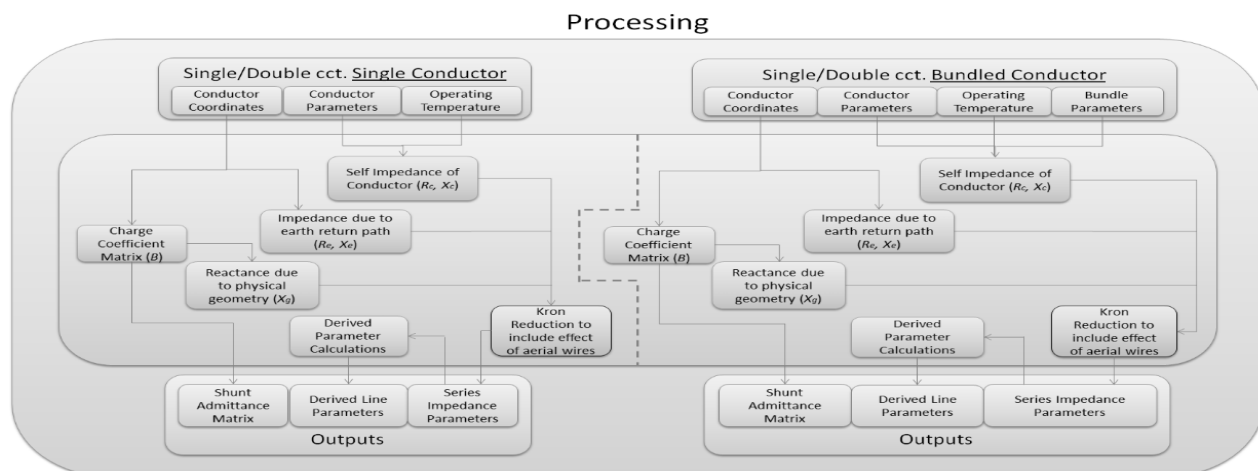 Processing
Single/Double cct. Single Conductor
Conductor
Coordinates
Conductor
Parameters
Operating
Temperature
Self Impedance of
Conductor (Rc, Xc)
Impedance due to
earth return path
(Re, Xe)
Charge
Coefficient
Matrix (B)
Reactance due
to physical
geometry (Xg)
Kron
Reduction to
include effect
of aerial wires
Derived
Parameter
Calculations
Shunt
Admittance
Matrix
Derived Line
Parameters
Series
Impedance
Parameters
Outputs
Single/Double cct. Bundled Conductor
Conductor
Coordinates
Conductor
Parameters
Operating
Temperature
Bundle
Parameters
Self Impedance of
Conductor (Rc, Xc)
Impedance due to
earth return path
(Re, Xe)
Charge
Coefficient
Matrix (B)
Reactance due
to physical
geometry (Xg)
Kron
Reduction to
include effect
of aerial wires
Derived
Parameter
Calculations
Shunt
Admittance
Matrix
Derived Line
Parameters
Series Impedance
Parameters
Outputs